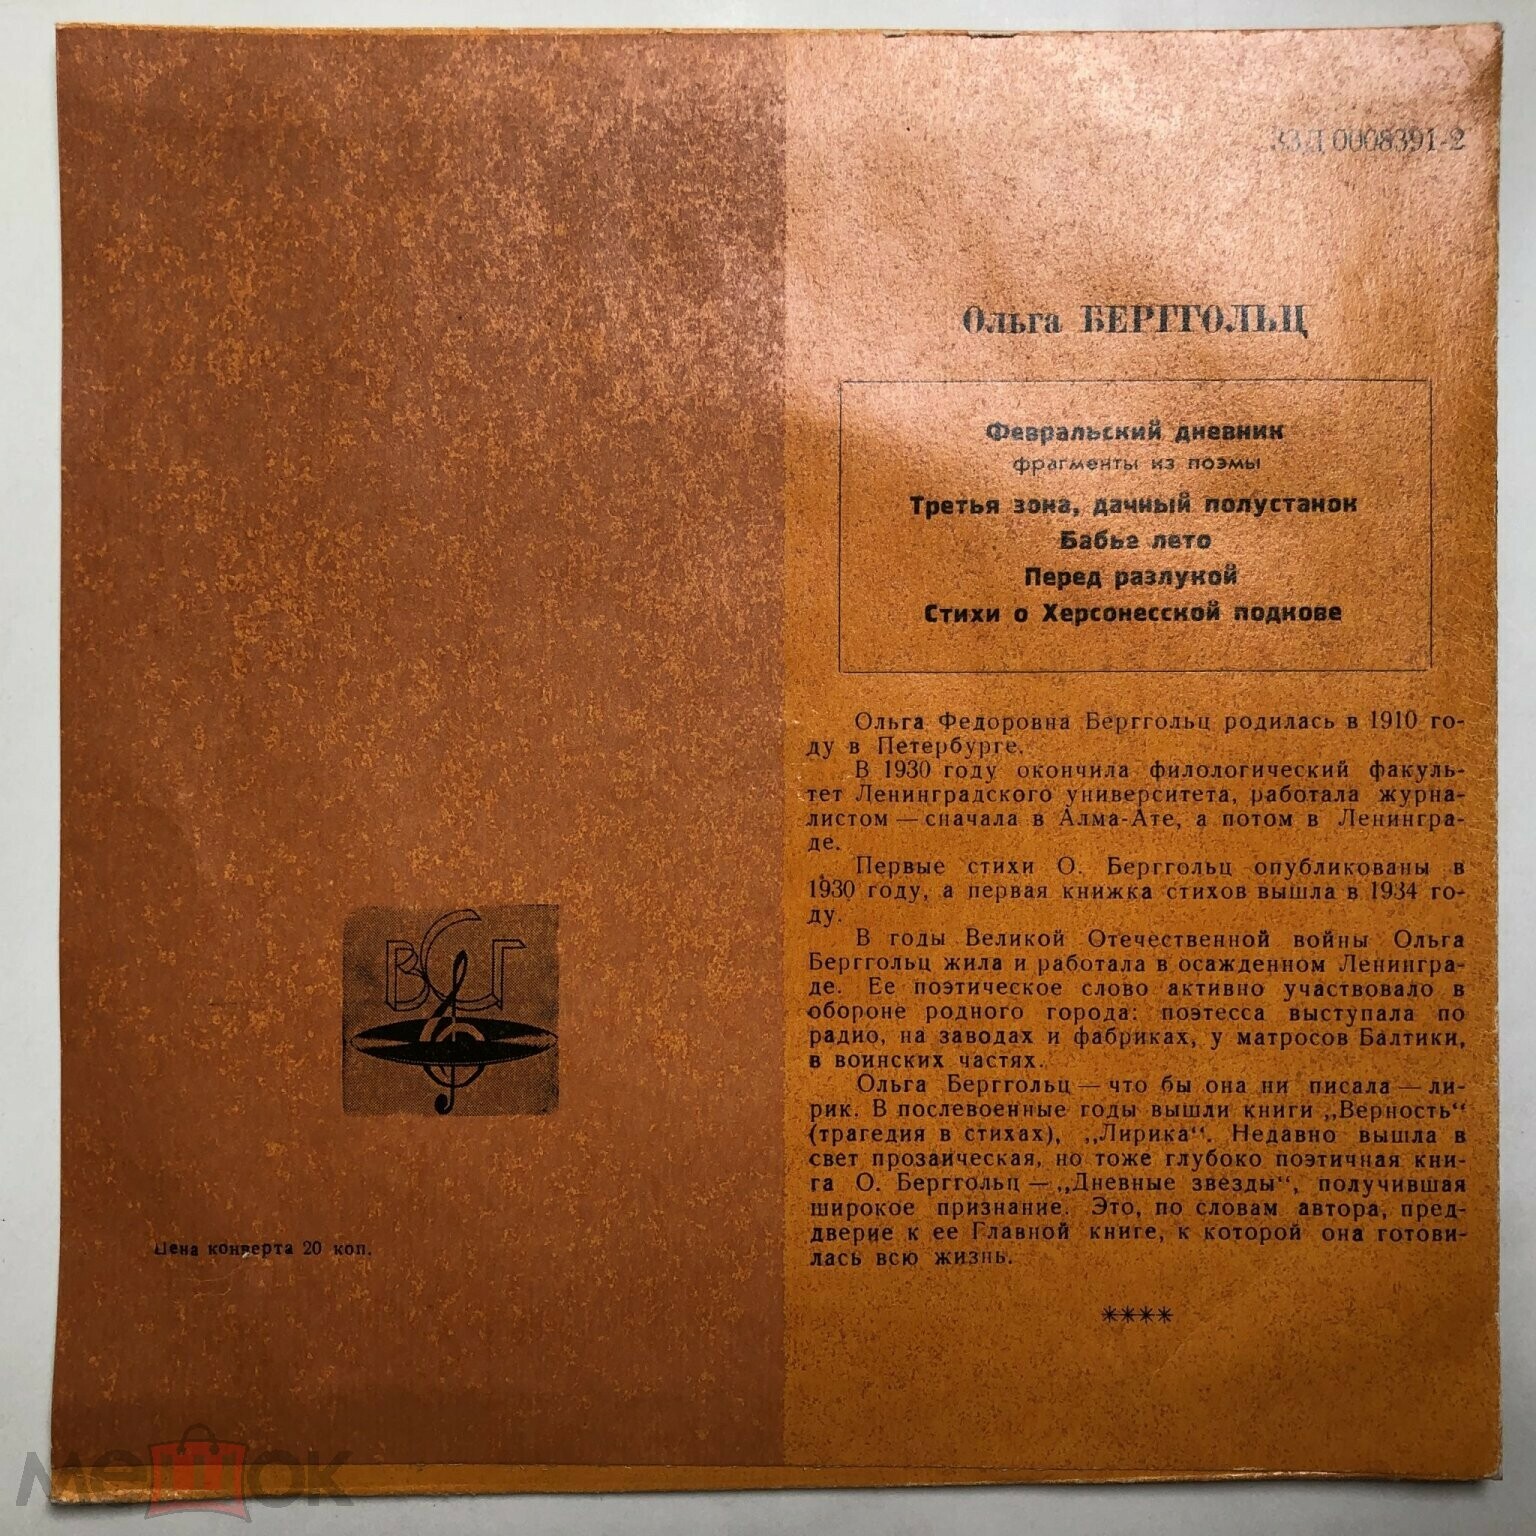 33Д 0008391-2
Ольга БЕРГГОЛЬЦ
Февральский дневник
фрагменты из поэмы
Третья зона, дачный полустанок
Бабье лето
Перед разлукой
Стихи о Херсонесской подкове
Ольга Федоровна Берггольц родилась в 1910 го-
ду в Петербурге.
В 1930 году окончила филологический факуль-
тет Ленинградского университета, работала журна-
листом — сначала в Алма-Ате, а потом в Ленингра-
де.
Первые стихи О. Берггольц опубликованы в
1930 году, а первая книжка стихов вышла в 1934 го-
ду.
В годы Великой Отечественной войны Ольга
Берггольц жила и работала в осажденном Ленингра-
де. Ее поэтическое слово активно участвовало в
обороне родного города: поэтесса выступала по
радио, на заводах и фабриках, у матросов Балтики,
в воинских частях.
Ольга Берггольц — что бы она ни писала — ли-
рик. В послевоенные годы вышли книги „Верность“
(трагедия в стихах), „Лирика“. Недавно вышла в
свет прозаическая, но тоже глубоко поэтичная кни-
га О. Берггольц — „Дневные звезды“, получившая
широкое признание. Это, по словам автора, пред-
дверие к ее Главной книге, к которой она готови-
лась всю жизнь.
****
ВСГ
Цена конверта 20 коп.
мешок